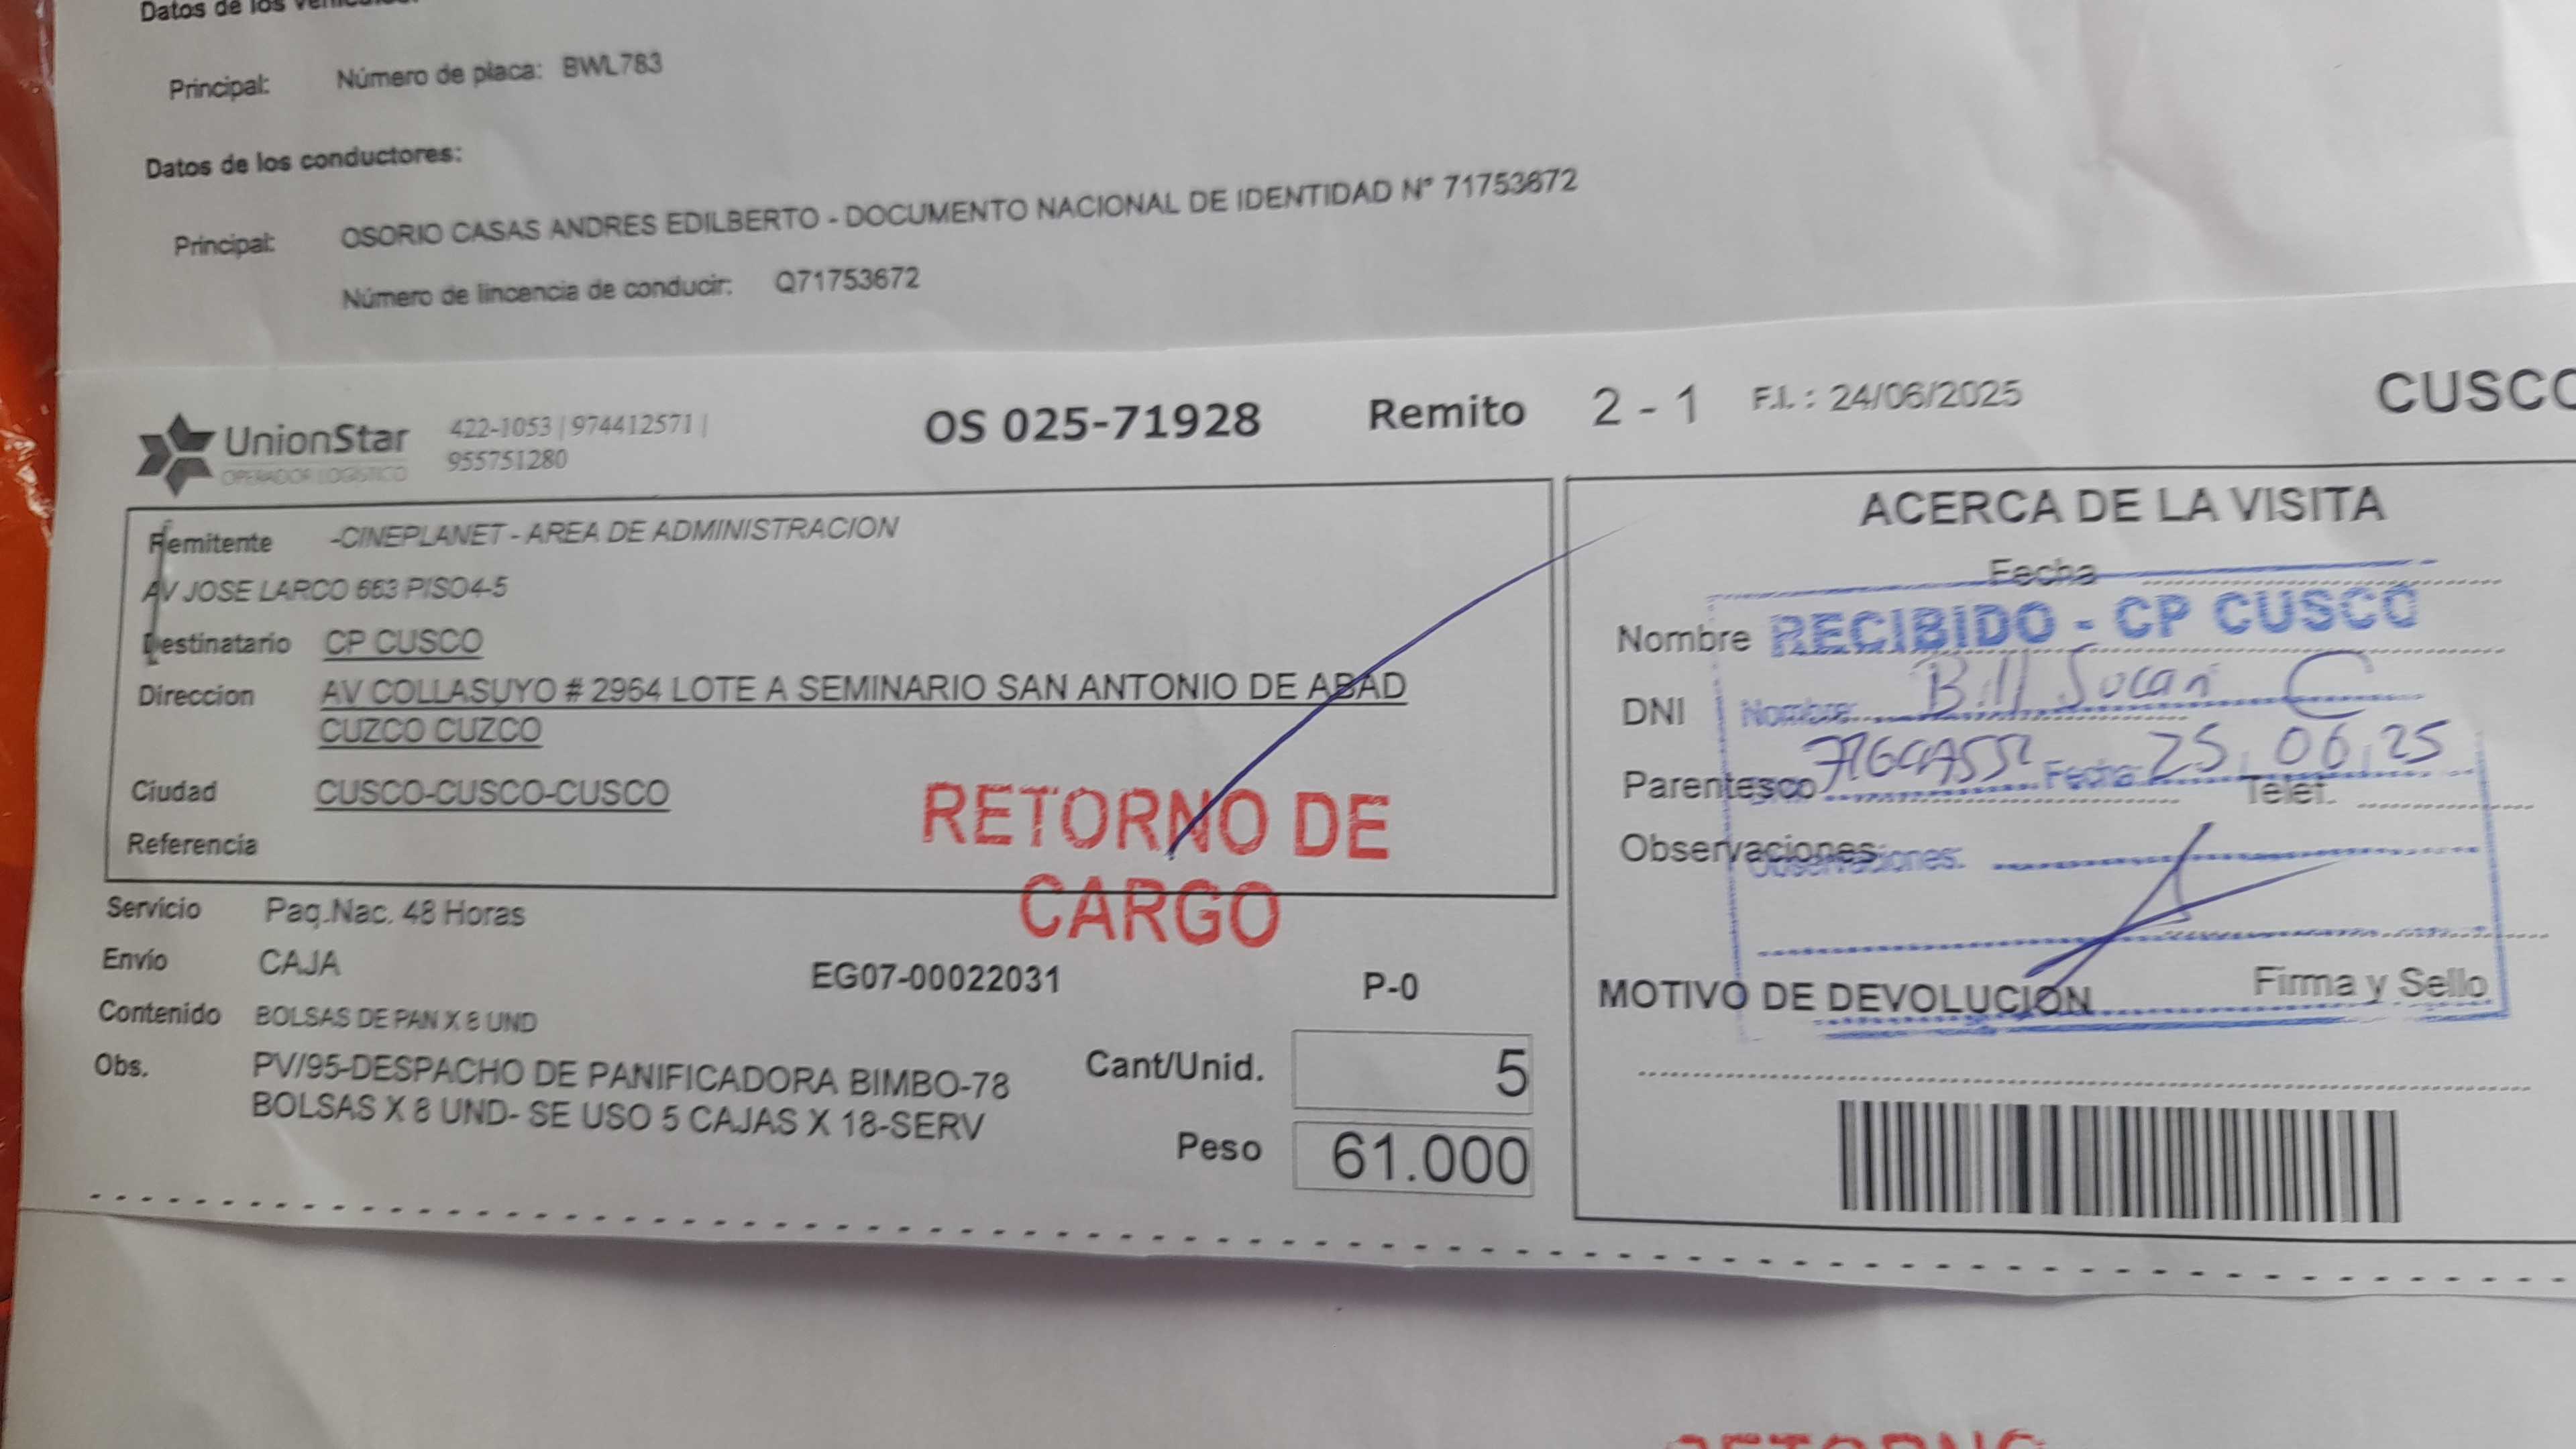 Datos de los vehículos:
Principal: Número de placa: BWL783
Datos de los conductores:
Principal: OSORIO CASAS ANDRES EDILBERTO - DOCUMENTO NACIONAL DE IDENTIDAD N° 71753672
Número de lincencia de conducir: Q71753672
UnionStar
OPERADOR LOGISTICO
422-1053 | 974412571 |
955751280
OS 025-71928 Remito 2 - 1 F.I. : 24/06/2025 CUSCO
Remitente -CINEPLANET - AREA DE ADMINISTRACION
AV JOSE LARCO 663 PISO4-5
Destinatario CP CUSCO
Direccion AV COLLASUYO # 2964 LOTE A SEMINARIO SAN ANTONIO DE ABAD
CUZCO CUZCO
Ciudad CUSCO-CUSCO-CUSCO
Referencia
RETORNO DE
CARGO
Servicio Paq.Nac. 48 Horas
Envío CAJA EG07-00022031 P-0
Contenido BOLSAS DE PAN X 8 UND
Obs. PV/95-DESPACHO DE PANIFICADORA BIMBO-78
BOLSAS X 8 UND- SE USO 5 CAJAS X 18-SERV
Cant/Unid. 5
Peso 61.000
ACERCA DE LA VISITA
Fecha
Nombre
RECIBIDO - CP CUSCO
DNI
Nombre: Bill
Parentesco
Fecha: 25 06 25
Telef.
Observaciones
Observaciones:
Firma y Sello
MOTIVO DE DEVOLUCION
RETORNO